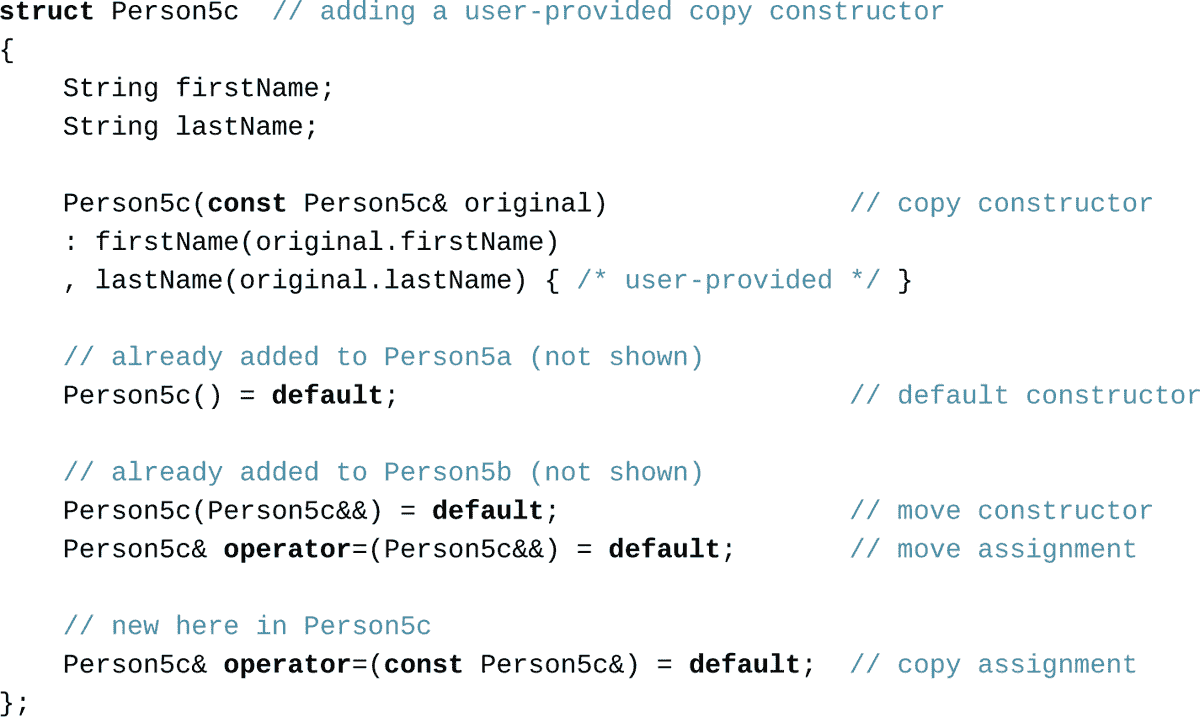 struct Person5c  // adding a user-provided copy constructor
{
    String firstName;
    String lastName;

    Person5c(const Person5c& original)               // copy constructor
    : firstName(original.firstName)
    , lastName(original.lastName) { /* user-provided */ }

    // already added to Person5a (not shown)
    Person5c() = default;                            // default constructor

    // already added to Person5b (not shown)
    Person5c(Person5c&&) = default;                  // move constructor
    Person5c& operator=(Person5c&&) = default;       // move assignment

    // new here in Person5c
    Person5c& operator=(const Person5c&) = default;  // copy assignment
};